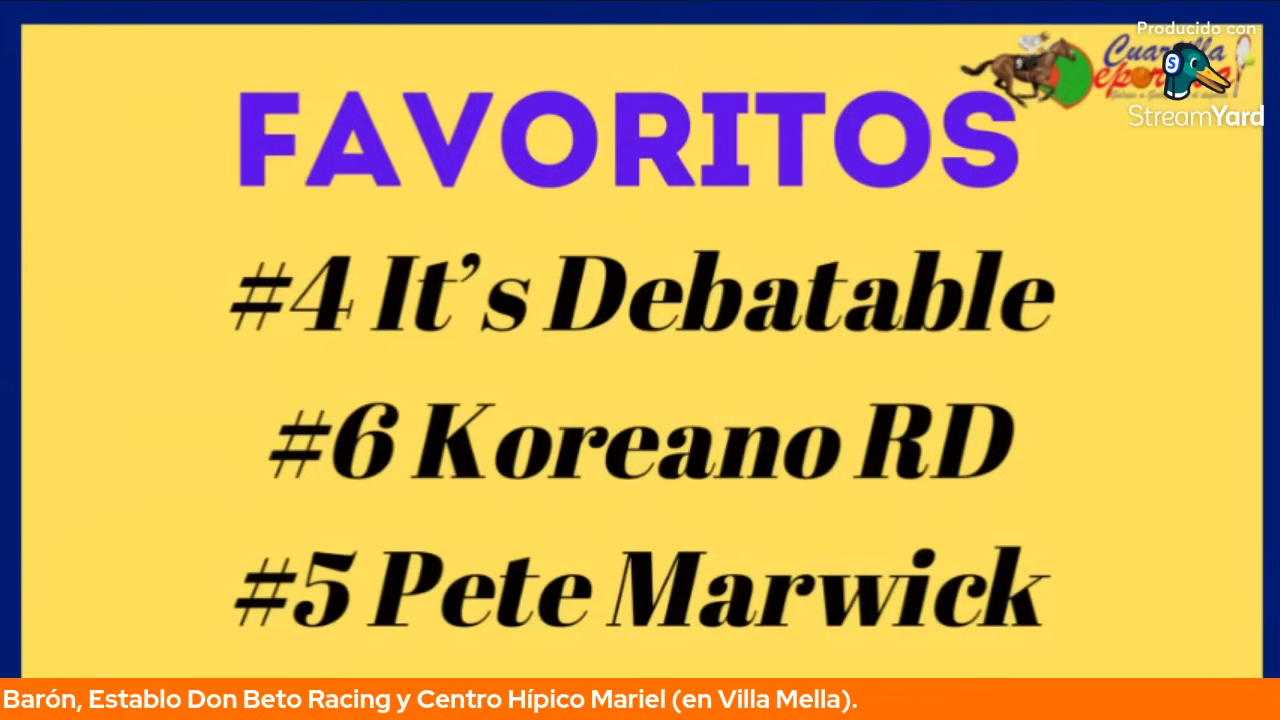 Producido con
StreamYard
FAVORITOS
#4 It’s Debatable
#6 Koreano RD
#5 Pete Marwick
Barón, Establo Don Beto Racing y Centro Hípico Mariel (en Villa Mella).